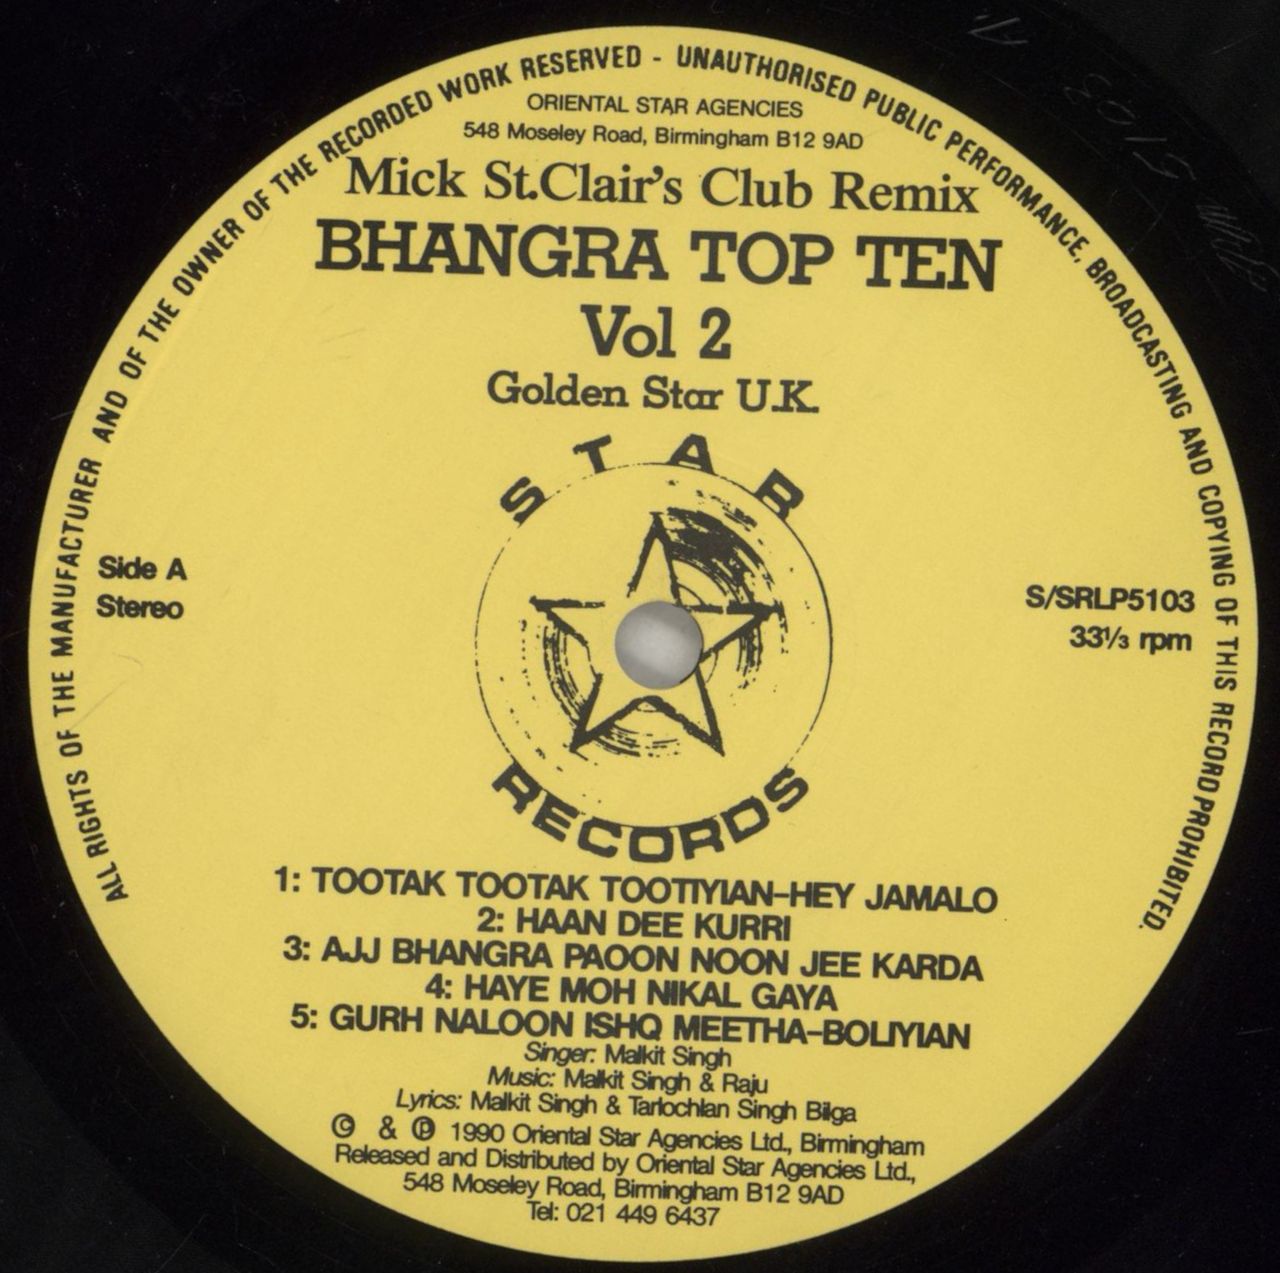 ALL RIGHTS OF THE MANUFACTURER AND OF THE OWNER OF THE RECORDED WORK RESERVED - UNAUTHORISED PUBLIC PERFORMANCE, BROADCASTING AND COPYING OF THIS RECORD PROHIBITED.
ORIENTAL STAR AGENCIES
548 Moseley Road, Birmingham B12 9AD
Mick St.Clair's Club Remix
BHANGRA TOP TEN
Vol 2
Golden Star U.K.
STAR
Side A
Stereo
S/SRLP5103
33⅓ rpm
RECORDS
1: TOOTAK TOOTAK TOOTIYIAN-HEY JAMALO
2: HAAN DEE KURRI
3: AJJ BHANGRA PAOON NOON JEE KARDA
4: HAYE MOH NIKAL GAYA
5: GURH NALOON ISHQ MEETHA-BOLIYIAN
Singer: Malkit Singh
Music: Malkit Singh & Raju
Lyrics: Malkit Singh & Tarlochlan Singh Bilga
© & ℗ 1990 Oriental Star Agencies Ltd., Birmingham
Released and Distributed by Oriental Star Agencies Ltd.,
548 Moseley Road, Birmingham B12 9AD
Tel: 021 449 6437